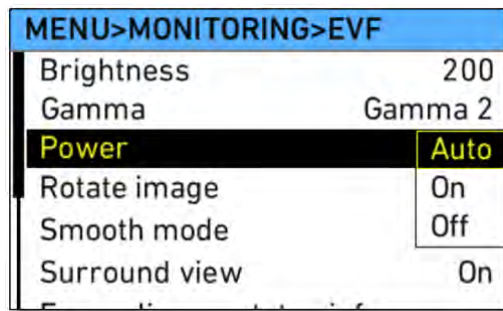 MENU>MONITORING>EVF
Brightness 200
Gamma Gamma 2
Power Auto
Rotate image On
Smooth mode Off
Surround view On